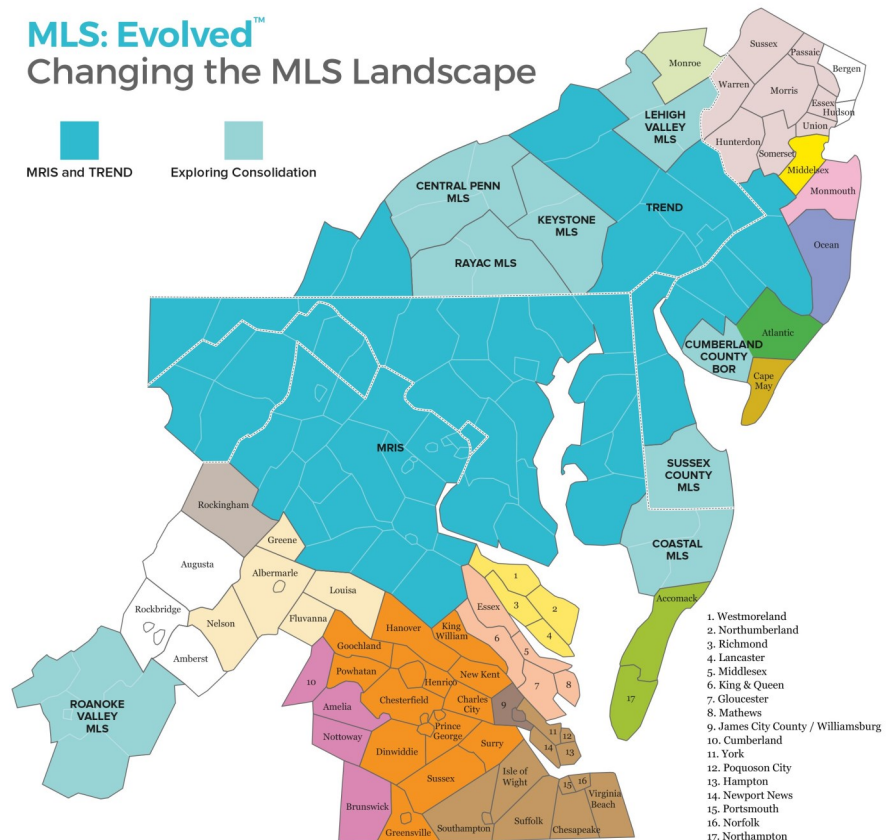 MLS: Evolved™
Changing the MLS Landscape
MRIS and TREND
Exploring Consolidation
Monroe
Sussex
Passaic
Bergen
Warren
Morris
Essex
Hudson
Union
LEHIGH
VALLEY
MLS
Hunterdon
Somerset
Middelsex
Monmouth
CENTRAL PENN
MLS
KEYSTONE
MLS
TREND
RAYAC MLS
Ocean
Atlantic
CUMBERLAND
COUNTY
BOR
Cape
May
MRIS
SUSSEX
COUNTY
MLS
COASTAL
MLS
Accomack
17
Rockingham
Greene
Augusta
Albermarle
Louisa
Rockbridge
Nelson
Fluvanna
Amberst
ROANOKE
VALLEY
MLS
1
2
3
4
Essex
6
5
7
8
Hanover
King
William
Goochland
10
Powhatan
Henrico
New Kent
Amelia
Chesterfield
Charles
City
9
Nottoway
Prince
George
11
12
14
13
Dinwiddie
Surry
Sussex
Isle of
Wight
15
16
Virginia
Beach
Brunswick
Greensville
Southampton
Suffolk
Chesapeake
1. Westmoreland
2. Northumberland
3. Richmond
4. Lancaster
5. Middlesex
6. King & Queen
7. Gloucester
8. Mathews
9. James City County / Williamsburg
10. Cumberland
11. York
12. Poquoson City
13. Hampton
14. Newport News
15. Portsmouth
16. Norfolk
17. Northampton